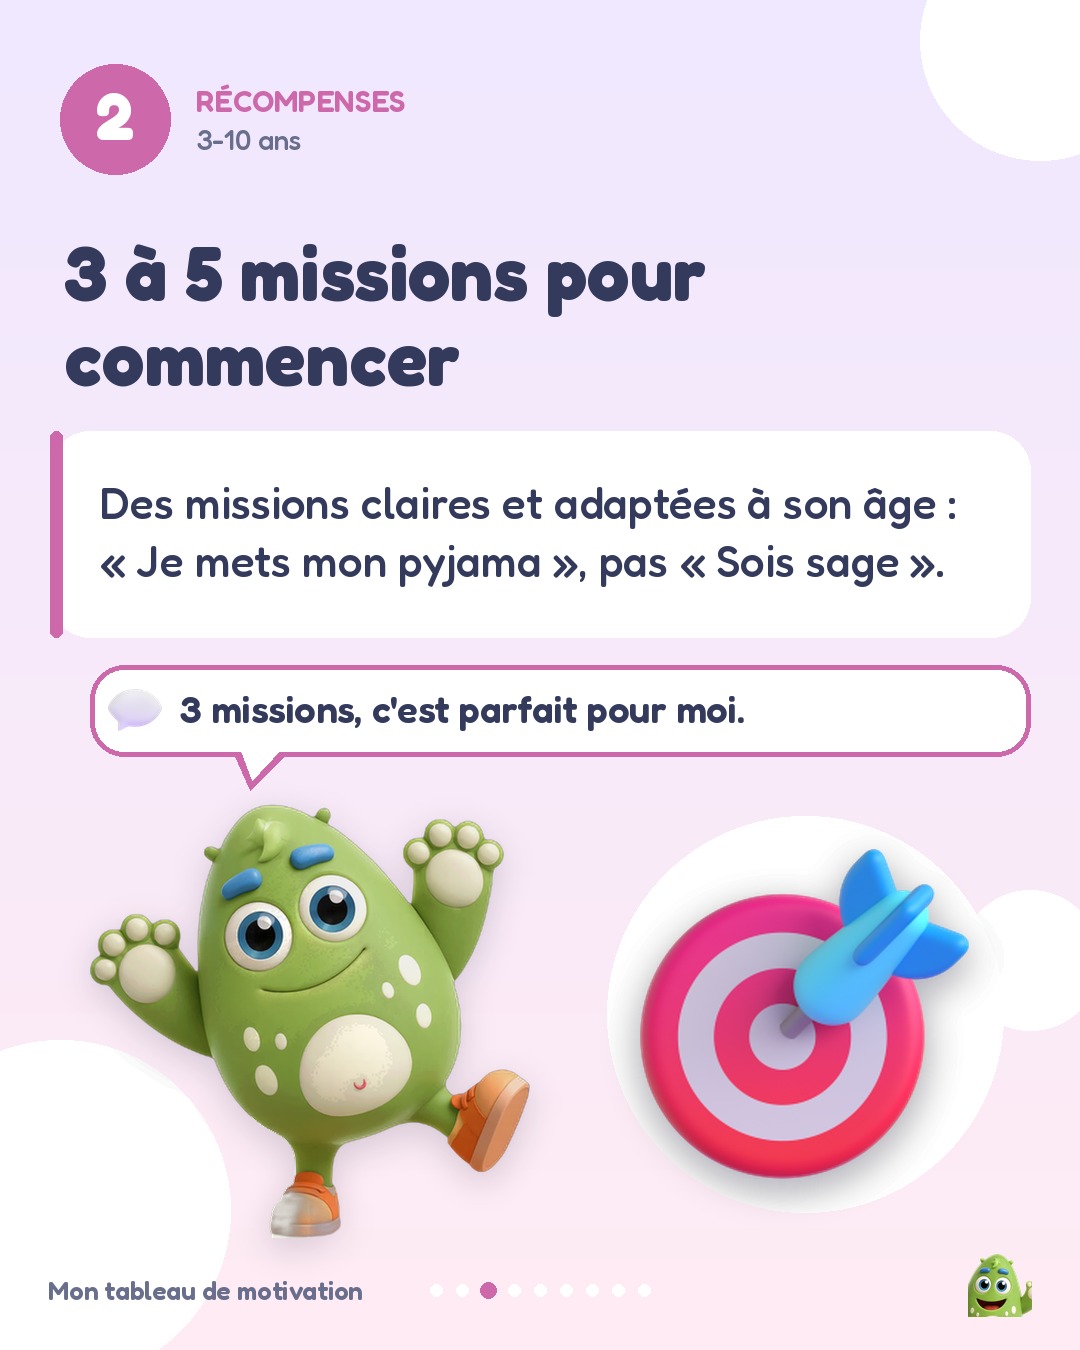 2
RÉCOMPENSES
3-10 ans
3 à 5 missions pour
commencer
Des missions claires et adaptées à son âge :
« Je mets mon pyjama », pas « Sois sage ».
3 missions, c'est parfait pour moi.
Mon tableau de motivation